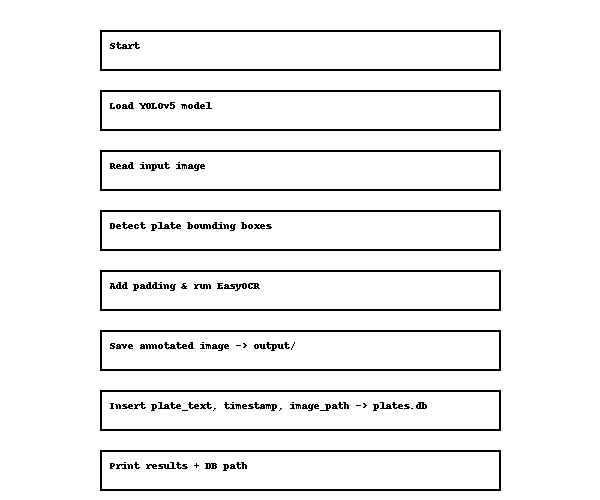 Start
Load YOLOv5 model
Read input image
Detect plate bounding boxes
Add padding & run EasyOCR
Save annotated image -> output/
Insert plate_text, timestamp, image_path -> plates.db
Print results + DB path